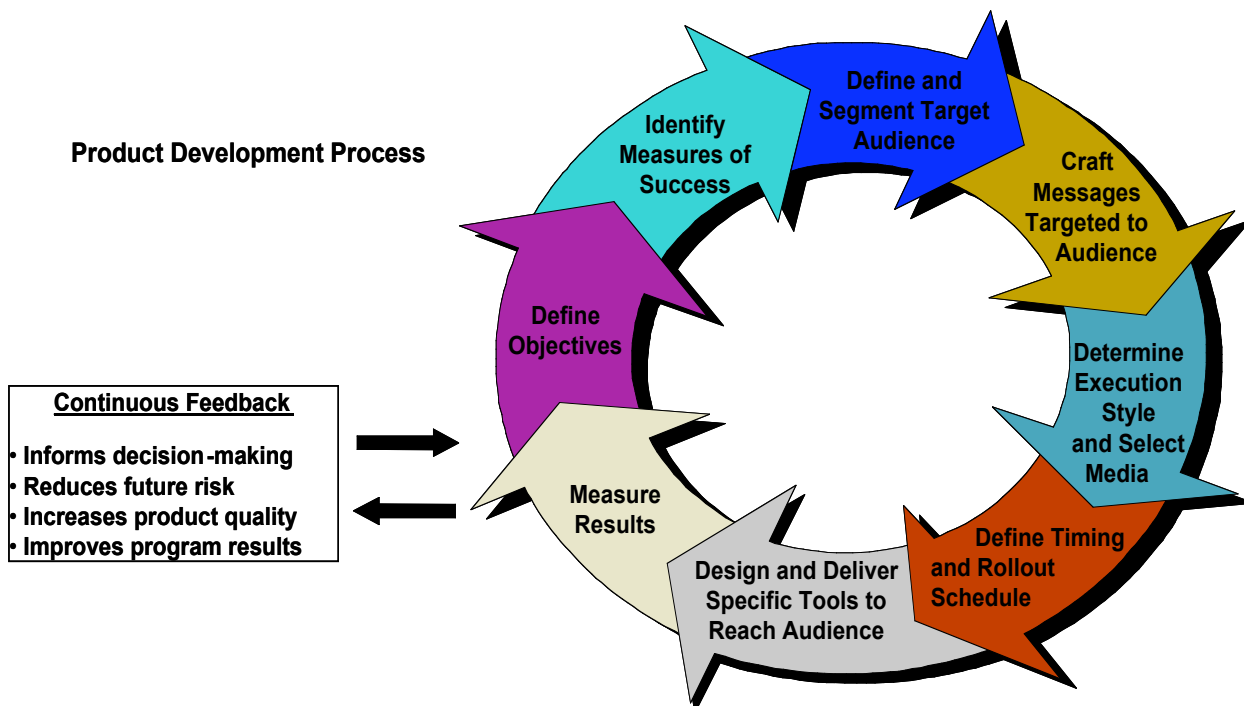 Product Development Process
Identify
Measures of
Success
Define and
Segment Target
Audience
Craft
Messages
Targeted to
Audience
Determine
Execution
Style
and Select
Media
Define Timing
and Rollout
Schedule
Design and Deliver
Specific Tools to
Reach Audience
Measure
Results
Define
Objectives
Continuous Feedback
• Informs decision-making
• Reduces future risk
• Increases product quality
• Improves program results